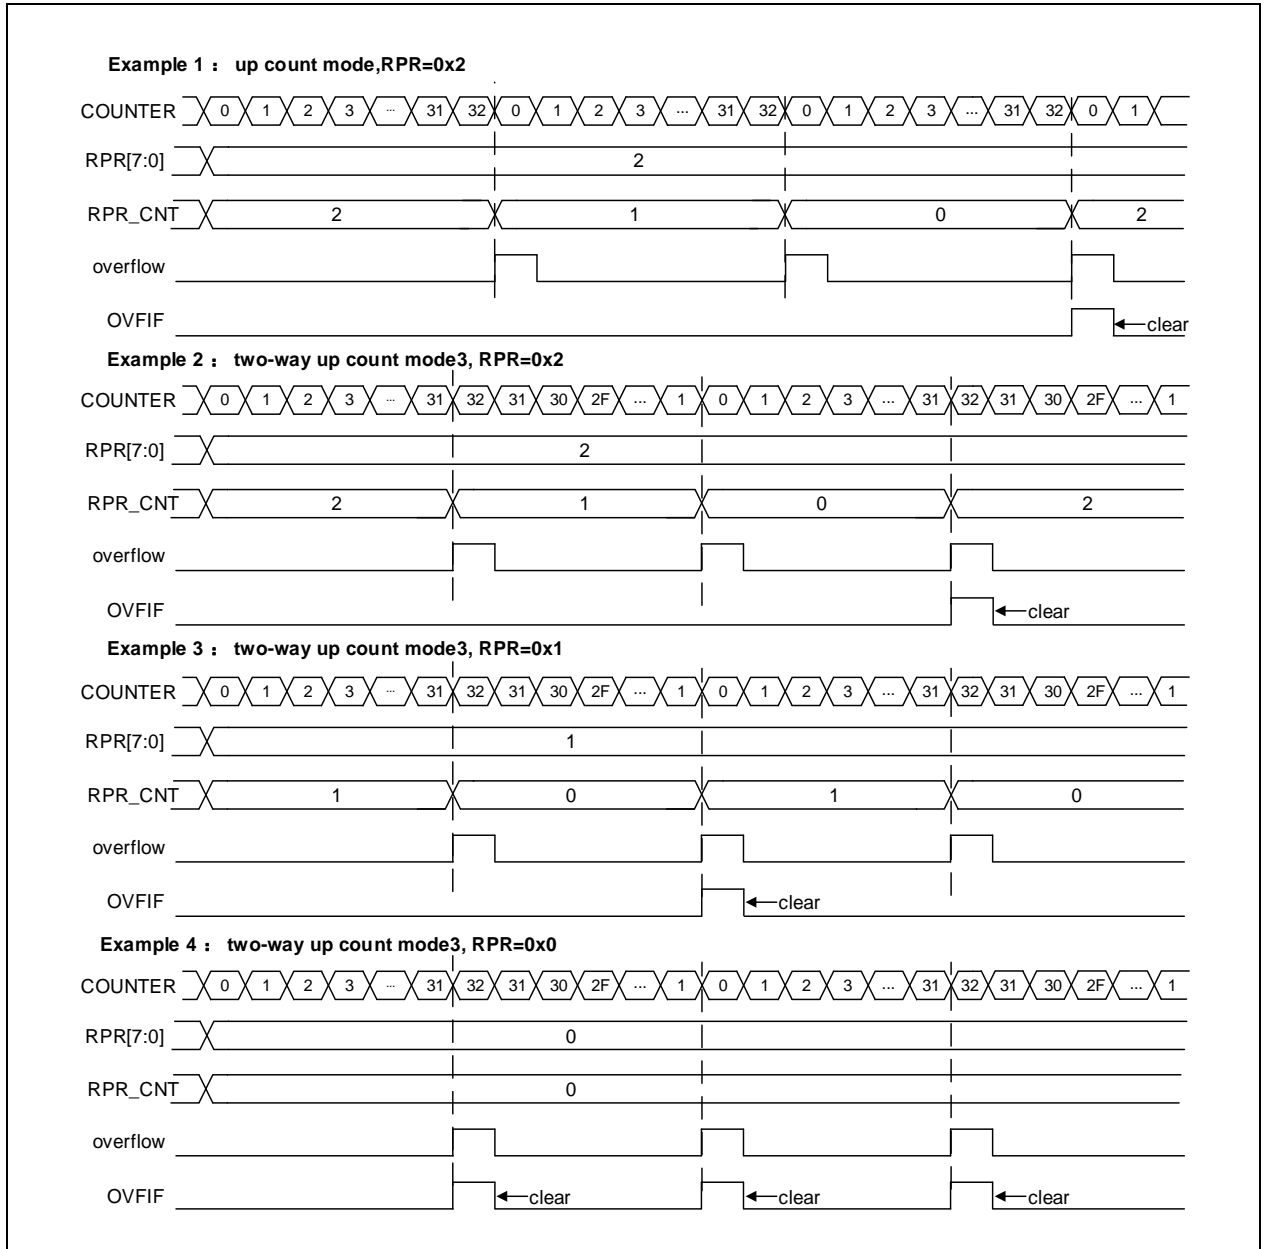 Example 1 ： up count mode,RPR=0x2
COUNTER 0 1 2 3 ... 31 32 0 1 2 3 ... 31 32 0 1 2 3 ... 31 32 0 1
RPR[7:0] 2
RPR_CNT 2 1 0 2
overflow
OVFIF clear
Example 2 ： two-way up count mode3, RPR=0x2
COUNTER 0 1 2 3 ... 31 32 31 30 2F ... 1 0 1 2 3 ... 31 32 31 30 2F ... 1
RPR[7:0] 2
RPR_CNT 2 1 0 2
overflow
OVFIF clear
Example 3 ： two-way up count mode3, RPR=0x1
COUNTER 0 1 2 3 ... 31 32 31 30 2F ... 1 0 1 2 3 ... 31 32 31 30 2F ... 1
RPR[7:0] 1
RPR_CNT 1 0 1 0
overflow
OVFIF clear
Example 4 ： two-way up count mode3, RPR=0x0
COUNTER 0 1 2 3 ... 31 32 31 30 2F ... 1 0 1 2 3 ... 31 32 31 30 2F ... 1
RPR[7:0] 0
RPR_CNT 0
overflow
OVFIF clear clear clear